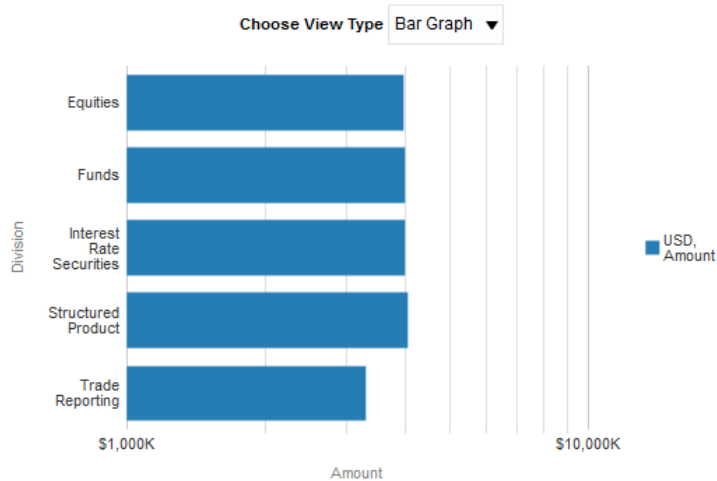 Choose View Type Bar Graph
Equities
Funds
Interest
Rate
Securities
Structured
Product
Trade
Reporting
Division
$1,000K
$10,000K
Amount
USD,
Amount